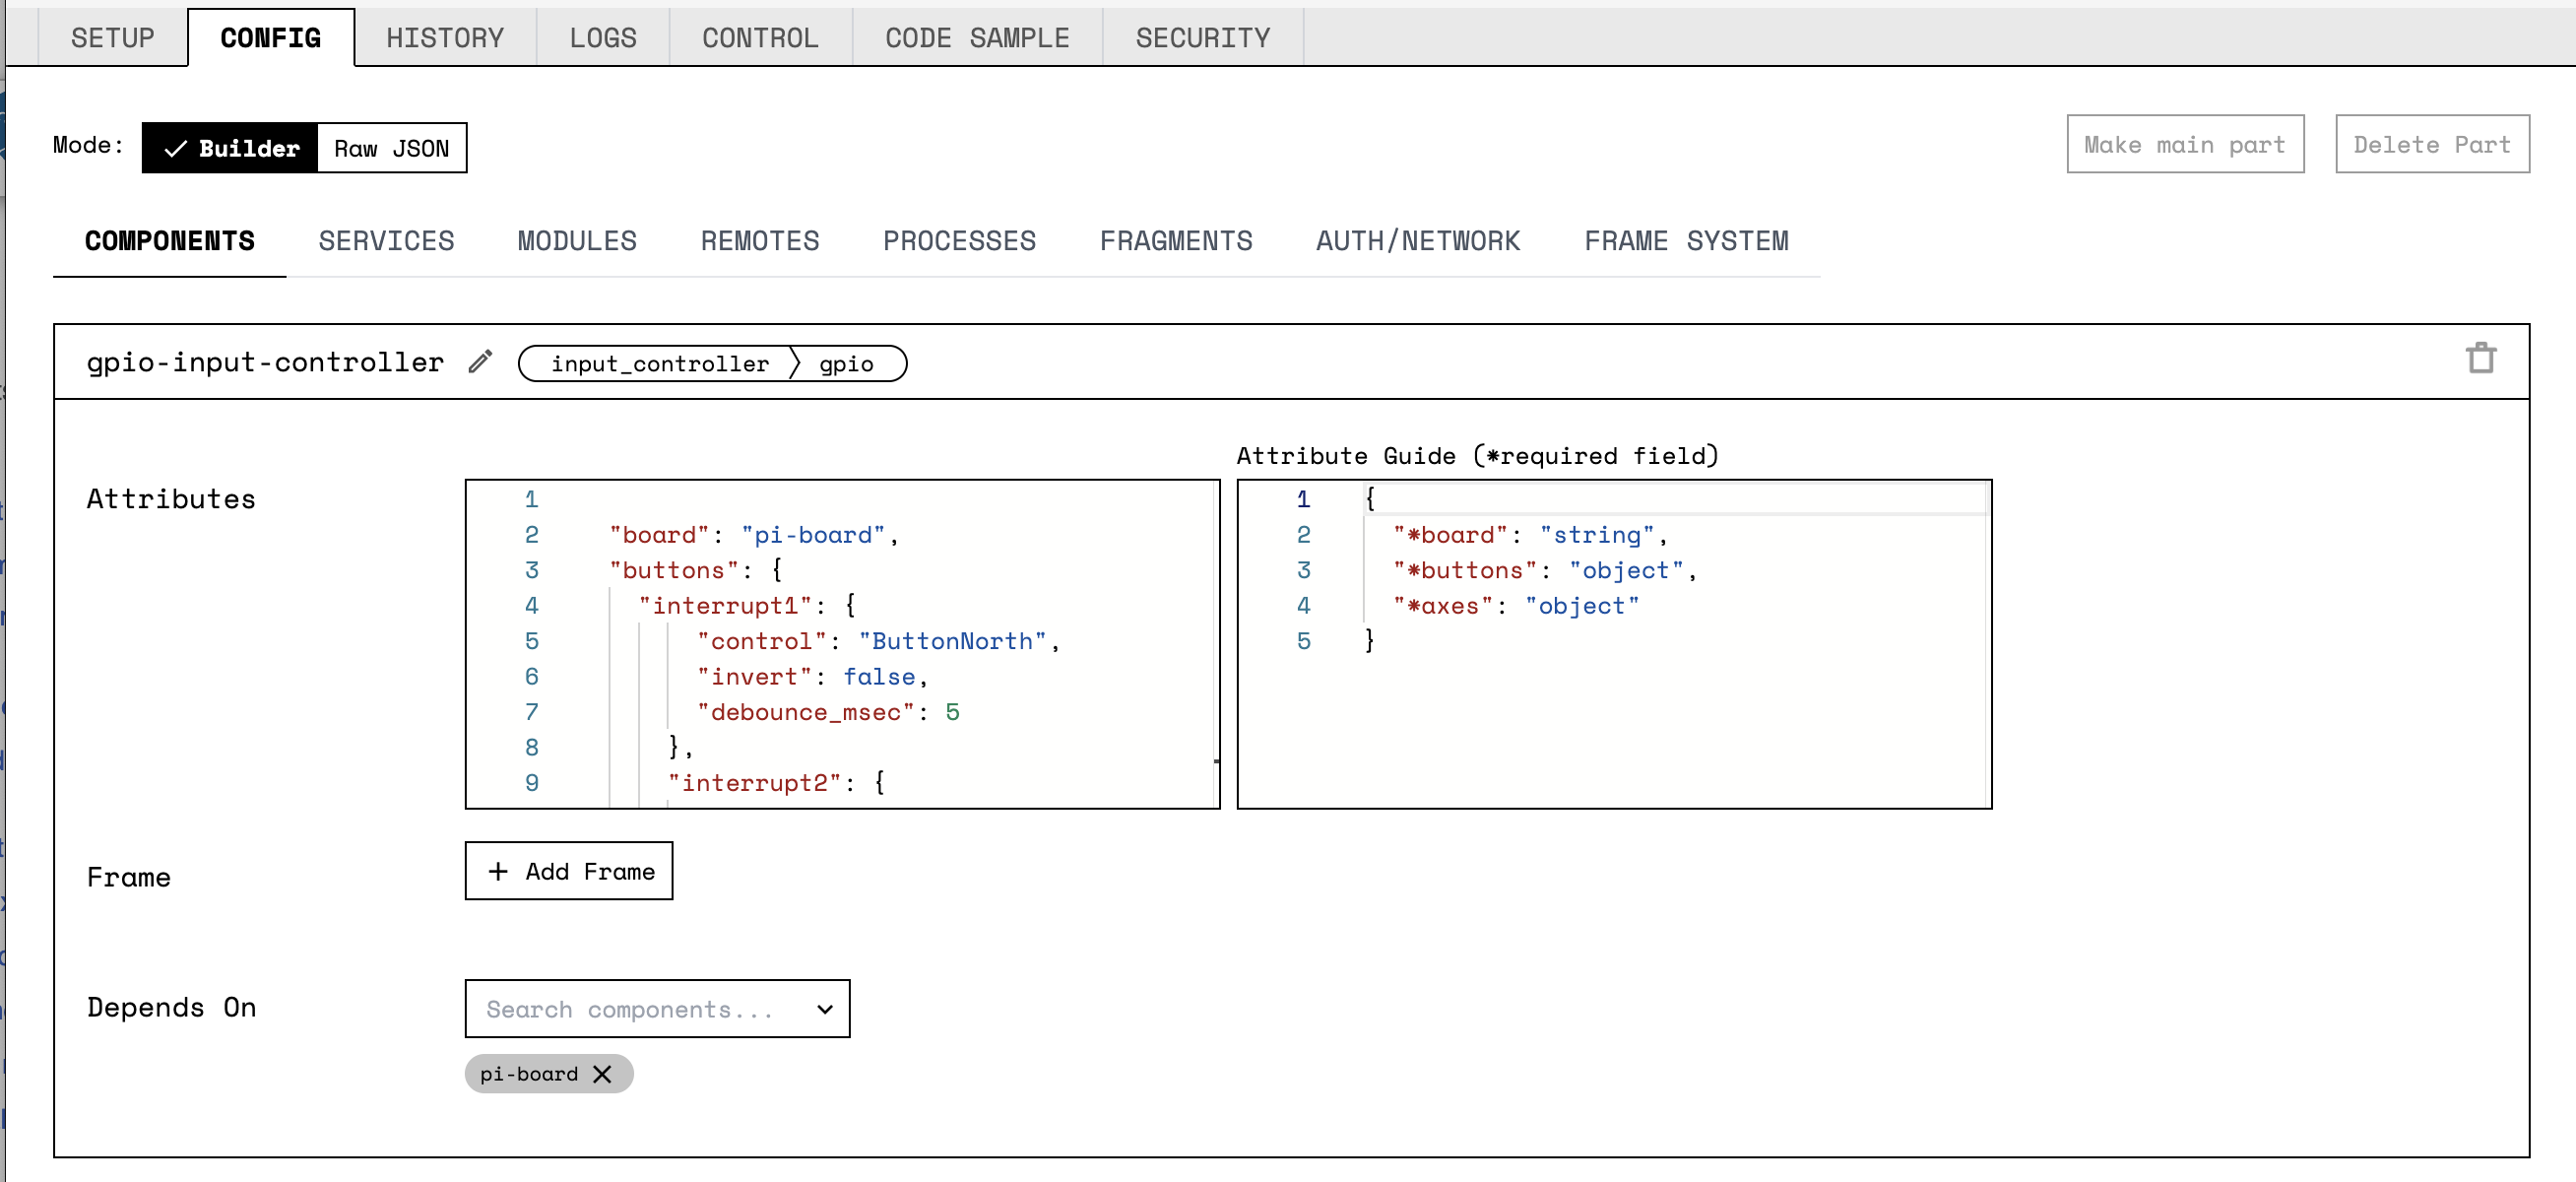 SETUP CONFIG HISTORY LOGS CONTROL CODE SAMPLE SECURITY
Mode: Builder Raw JSON Make main part Delete Part
COMPONENTS SERVICES MODULES REMOTES PROCESSES FRAGMENTS AUTH/NETWORK FRAME SYSTEM
gpio-input-controller input_controller gpio
Attribute Guide (*required field)
Attributes
1
2 "board": "pi-board",
3 "buttons": {
4 "interrupt1": {
5 "control": "ButtonNorth",
6 "invert": false,
7 "debounce_msec": 5
8 },
9 "interrupt2": {
1 {
2 "*board": "string",
3 "*buttons": "object",
4 "*axes": "object"
5 }
Frame + Add Frame
Depends On Search components...
pi-board